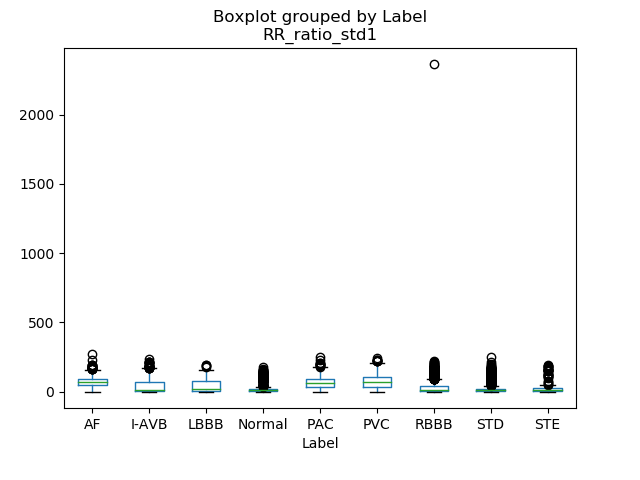 Boxplot grouped by Label
RR_ratio_std1
2000
1500
1000
500
0
AF I-AVB LBBB Normal PAC PVC RBBB STD STE
Label